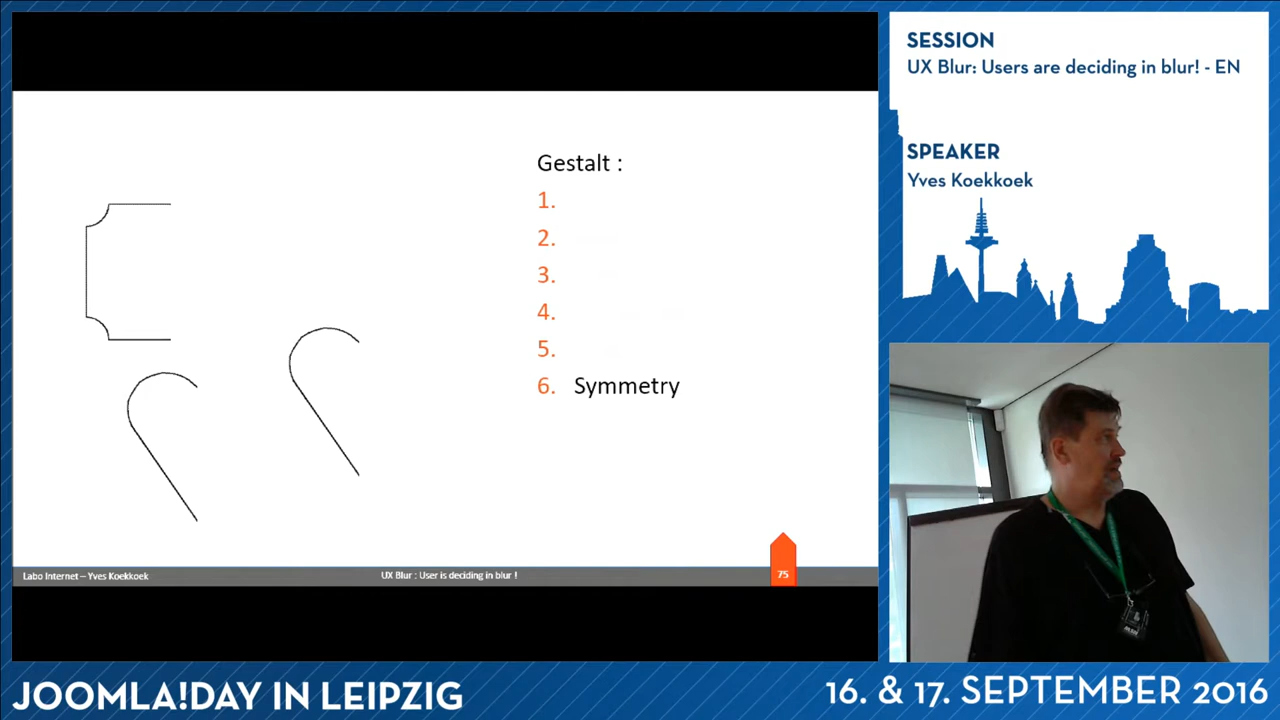 Gestalt :
1.
2.
3.
4.
5.
6. Symmetry
Labo Internet – Yves Koekkoek
UX Blur : User is deciding in blur !
75
SESSION
UX Blur: Users are deciding in blur! - EN
SPEAKER
Yves Koekkoek
JOOMLA!DAY IN LEIPZIG
16. & 17. SEPTEMBER 2016